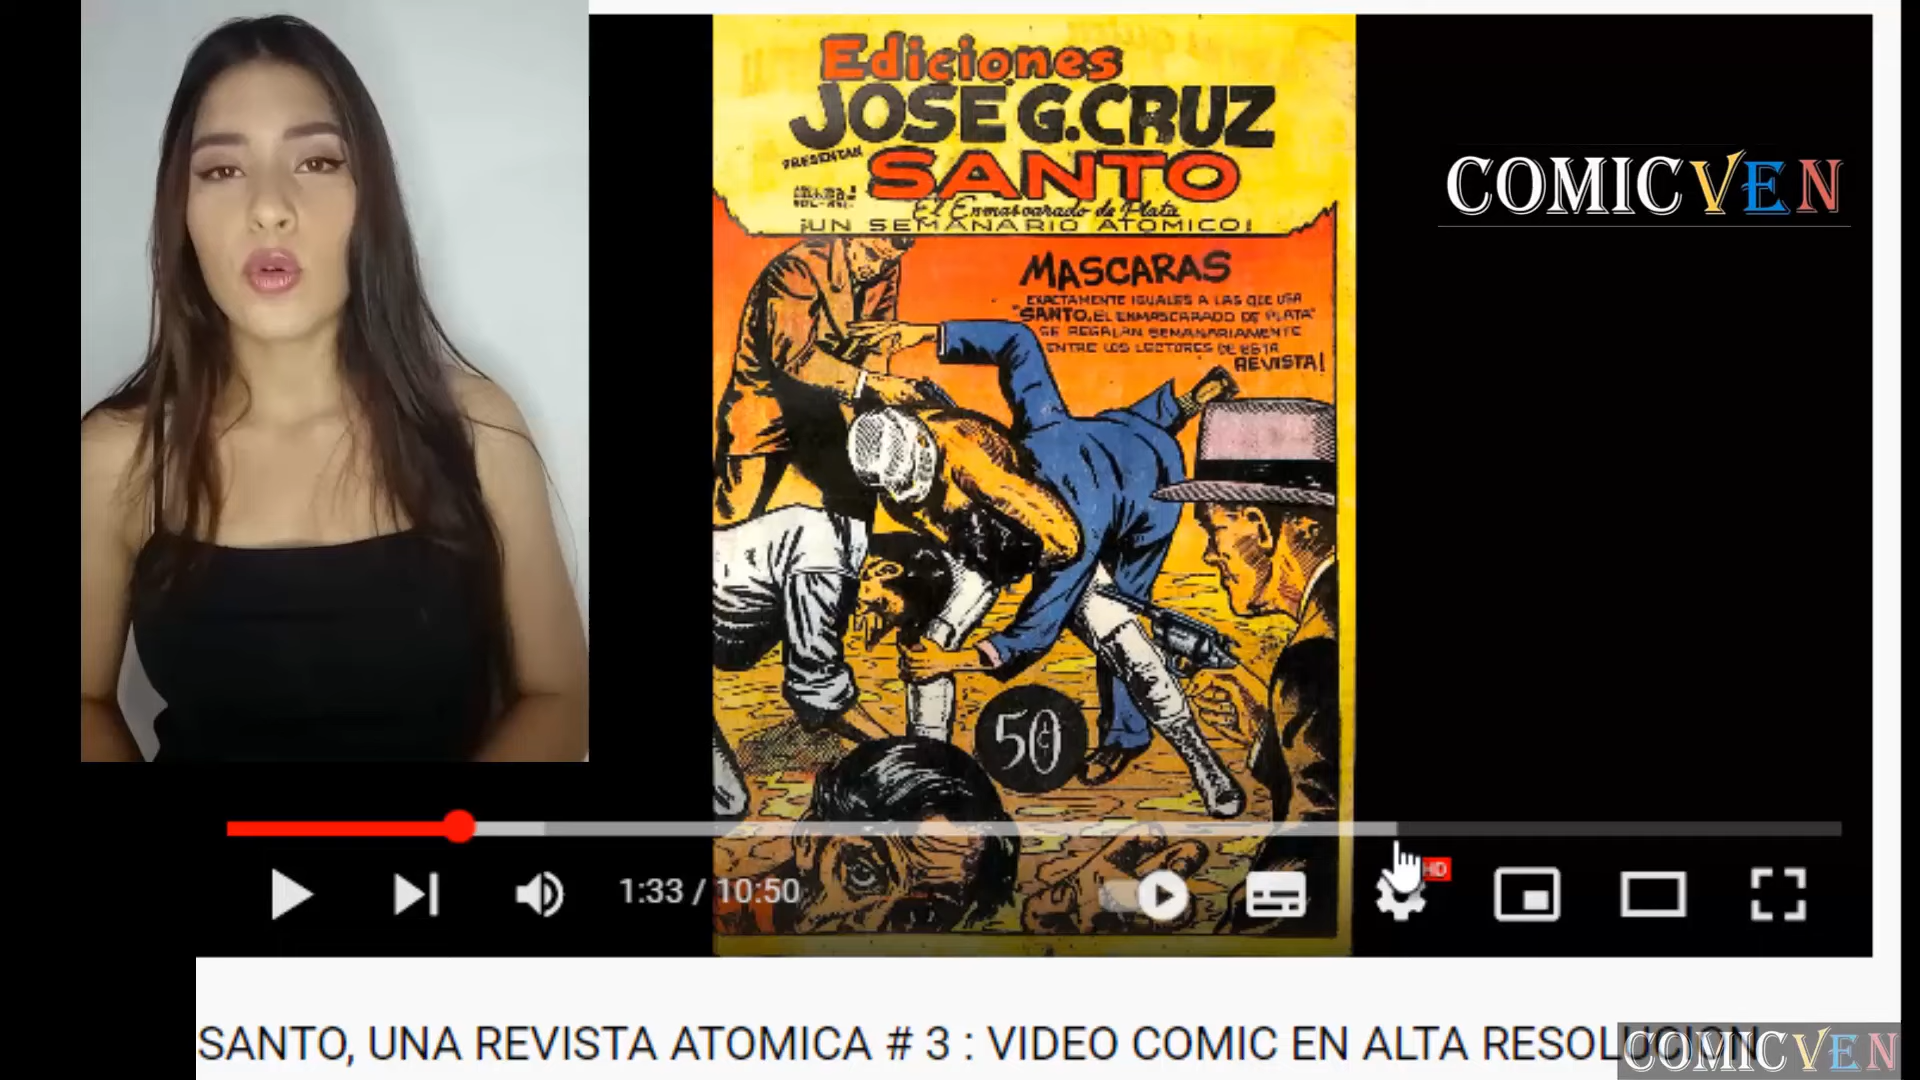 Ediciones
JOSE G. CRUZ
PRESENTAN
SANTO
El Enmascarado de Plata
¡UN SEMANARIO ATOMICO!
COMICVEN
MASCARAS
EXACTAMENTE IGUALES A LAS QUE USA
"SANTO, EL ENMASCARADO DE PLATA"
SE REGALAN SEMANARIAMENTE
ENTRE LOS LECTORES DE ESTA
REVISTA!
50¢
1:33 / 10:50
HD
SANTO, UNA REVISTA ATOMICA # 3 : VIDEO COMIC EN ALTA RESOLUCION
COMICVEN